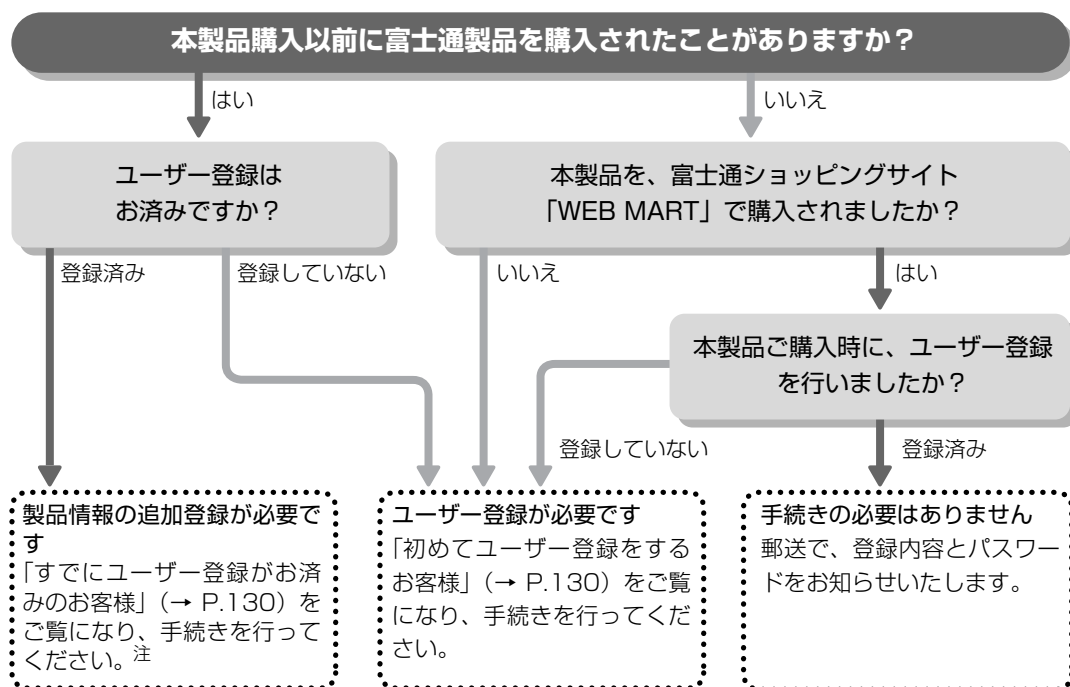 本製品購入以前に富士通製品を購入されたことがありますか？
はい
いいえ
ユーザー登録は
お済みですか？
本製品を、富士通ショッピングサイト
「WEB MART」で購入されましたか？
登録済み
登録していない
いいえ
はい
本製品ご購入時に、ユーザー登録
を行いましたか？
登録していない
登録済み
製品情報の追加登録が必要で
す
「すでにユーザー登録がお済
みのお客様」（→ P.130）を
ご覧になり、手続きを行って
ください。注
ユーザー登録が必要です
「初めてユーザー登録をする
お客様」（→ P.130）をご覧
になり、手続きを行ってくだ
さい。
手続きの必要はありません
郵送で、登録内容とパスワー
ドをお知らせいたします。